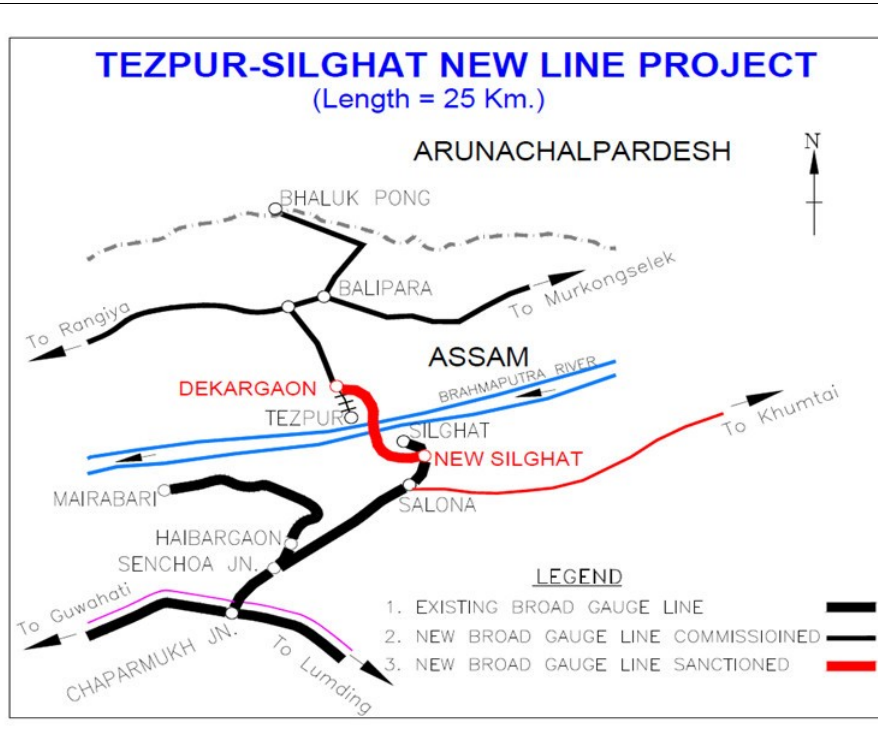 TEZPUR-SILGHAT NEW LINE PROJECT
(Length = 25 Km.)
N
ARUNACHALPARDESH
BHALUK PONG
BALIPARA
To Rangiya
To Murkongselek
ASSAM
BRAHMAPUTRA RIVER
DEKARGAON
TEZPUR
SILGHAT
To Khumtai
NEW SILGHAT
MAIRABARI
SALONA
HAIBARGAON
SENCHOA JN.
To Guwahati
CHAPARMUKH JN.
To Lumding
LEGEND
1. EXISTING BROAD GAUGE LINE
2. NEW BROAD GAUGE LINE COMMISSIOINED
3. NEW BROAD GAUGE LINE SANCTIONED